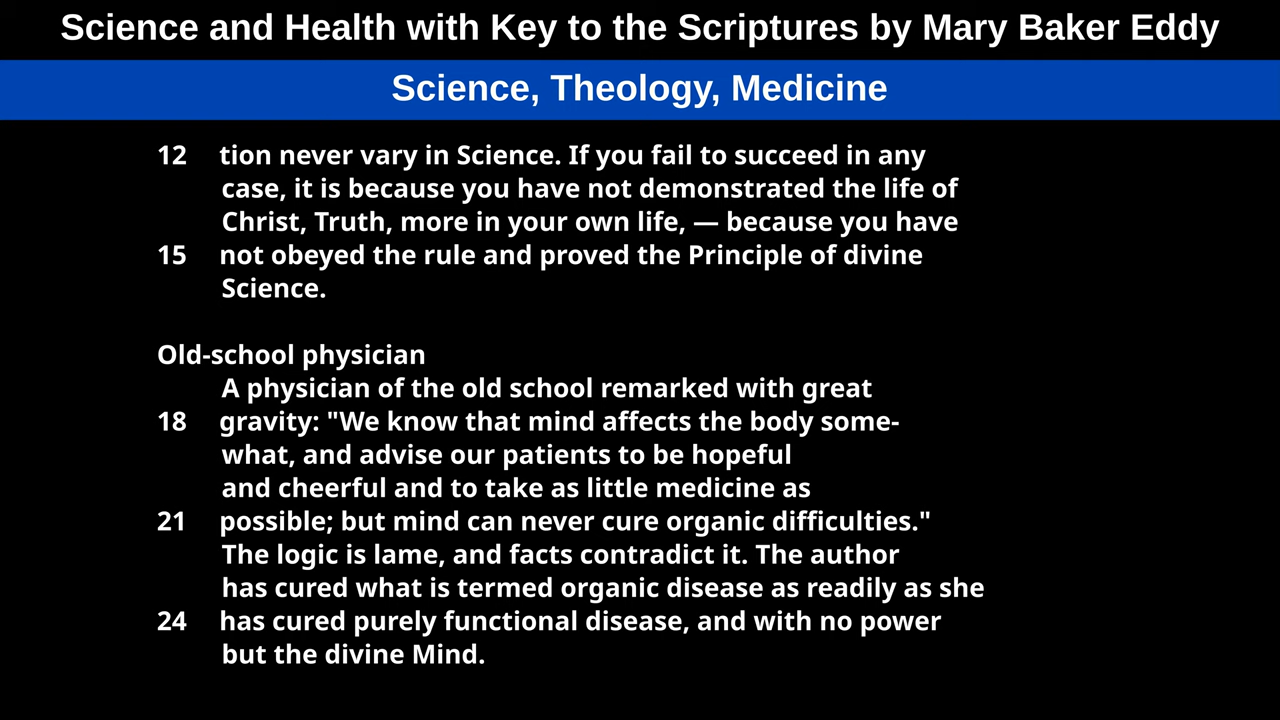 Science and Health with Key to the Scriptures by Mary Baker Eddy
Science, Theology, Medicine
12 tion never vary in Science. If you fail to succeed in any
case, it is because you have not demonstrated the life of
Christ, Truth, more in your own life, — because you have
15 not obeyed the rule and proved the Principle of divine
Science.
Old-school physician
A physician of the old school remarked with great
18 gravity: "We know that mind affects the body some-
what, and advise our patients to be hopeful
and cheerful and to take as little medicine as
21 possible; but mind can never cure organic difficulties."
The logic is lame, and facts contradict it. The author
has cured what is termed organic disease as readily as she
24 has cured purely functional disease, and with no power
but the divine Mind.